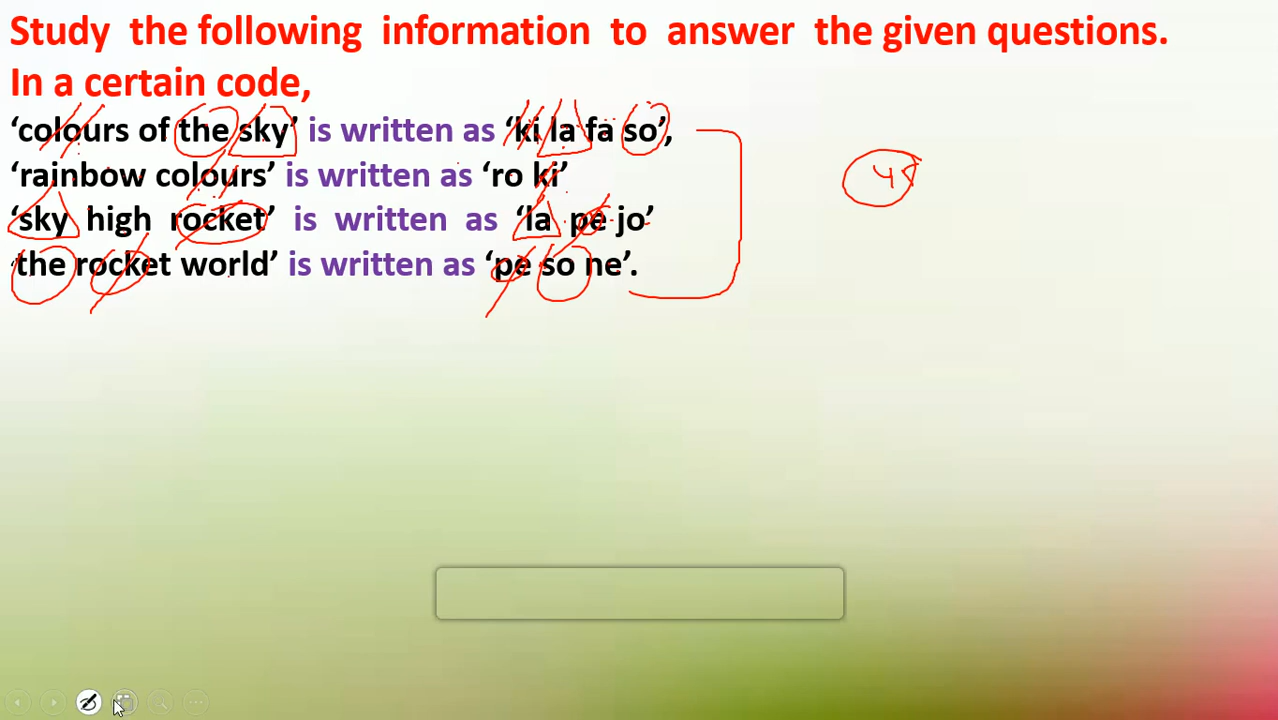 Study the following information to answer the given questions.
In a certain code,
‘colours of the sky’ is written as ‘ki la fa so’,
‘rainbow colours’ is written as ‘ro ki’
‘sky high rocket’ is written as ‘la pe jo’
‘the rocket world’ is written as ‘pe so ne’.